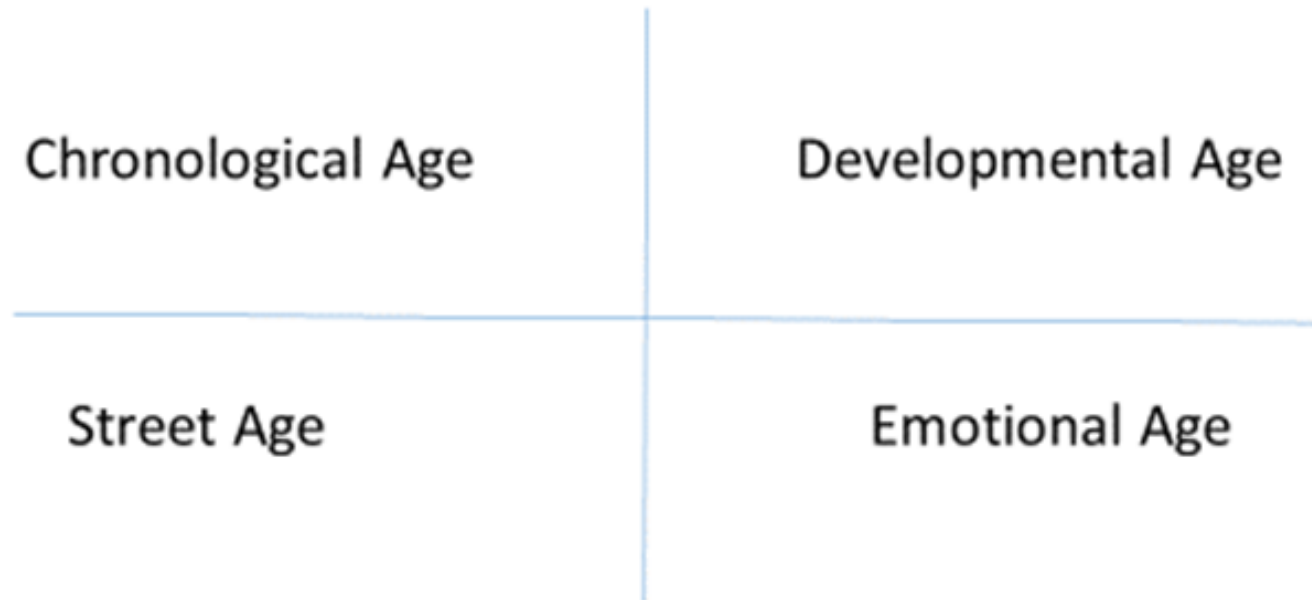 Chronological Age
Developmental Age
Street Age
Emotional Age